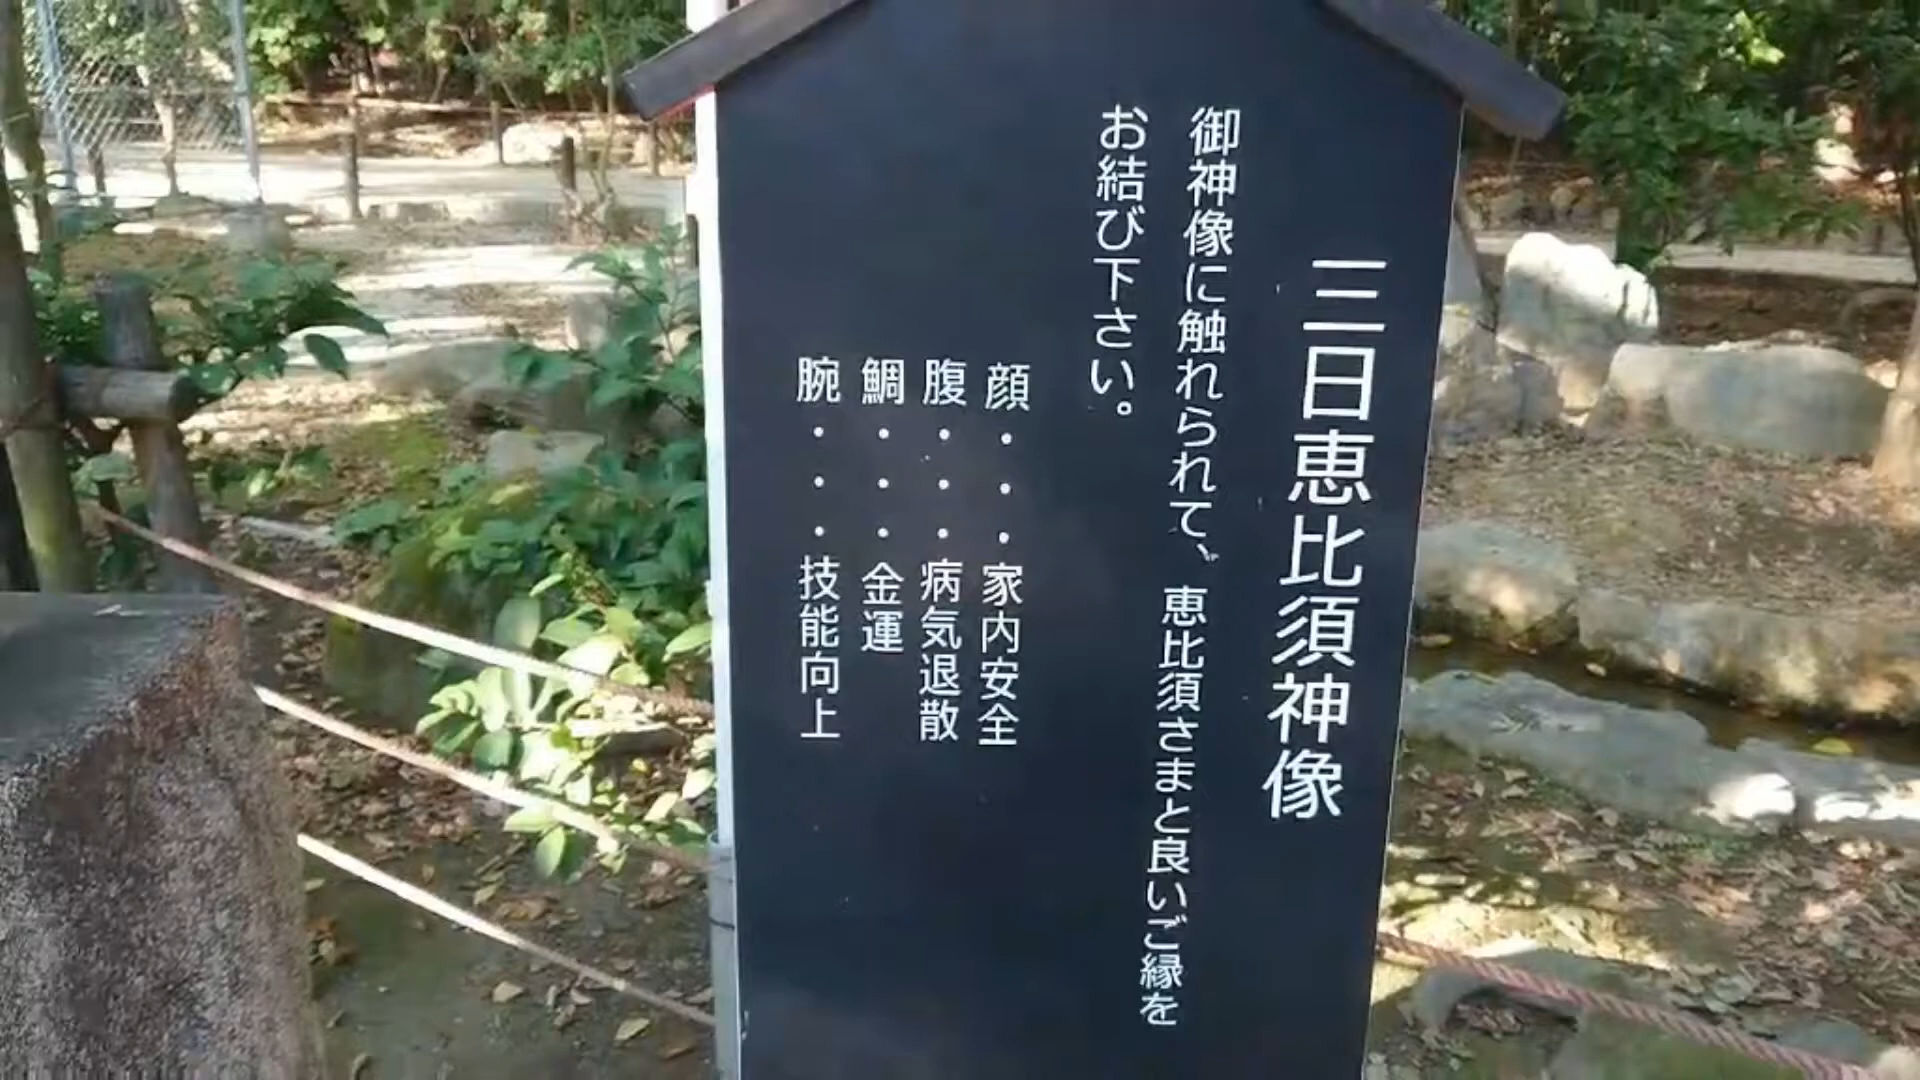 三日恵比須神像
御神像に触れられて、恵比須さまと良いご縁を
お結び下さい。
顔・・・家内安全
腹・・・病気退散
鯛・・・金運
腕・・・技能向上